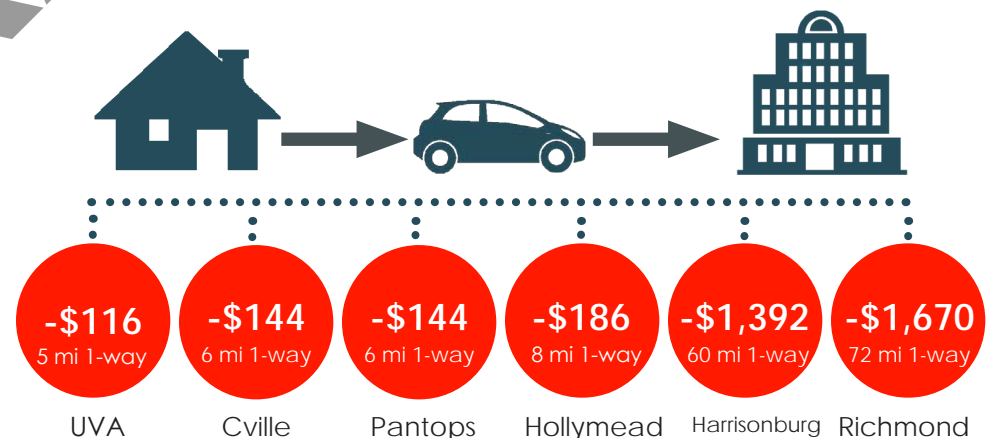 -$116
5 mi 1-way
UVA
-$144
6 mi 1-way
Cville
-$144
6 mi 1-way
Pantops
-$186
8 mi 1-way
Hollymead
-$1,392
60 mi 1-way
Harrisonburg
-$1,670
72 mi 1-way
Richmond